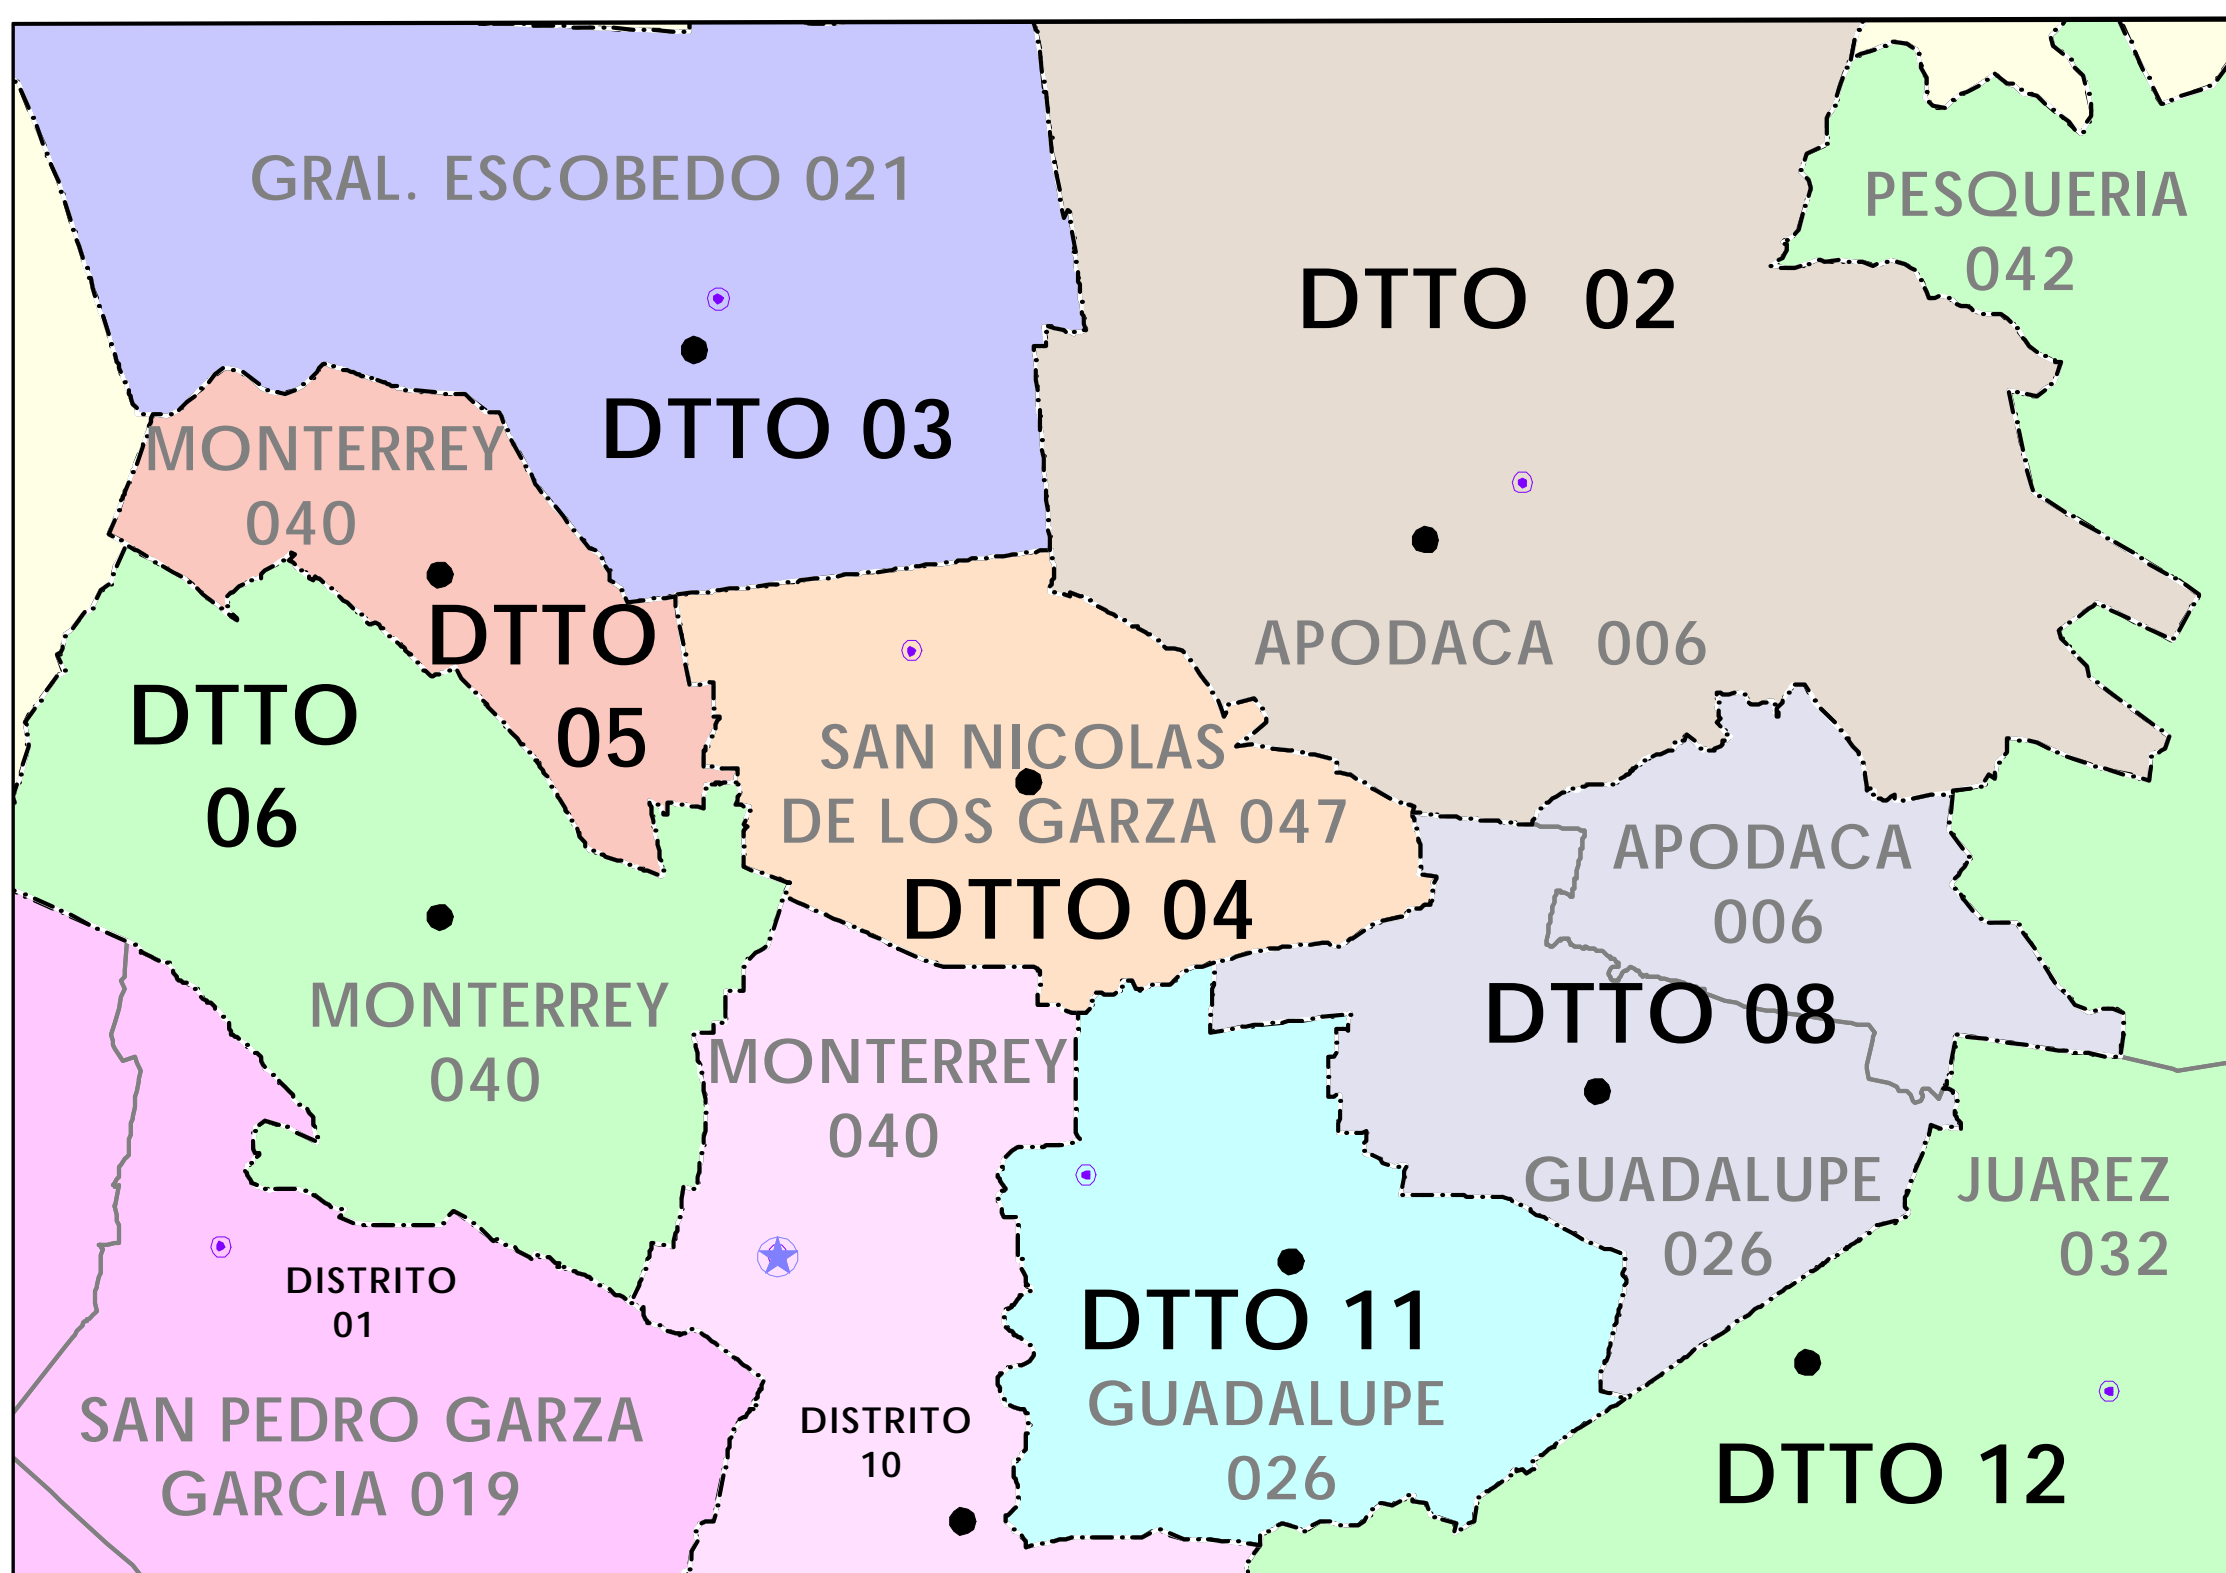 GRAL. ESCOBEDO 021
PESQUERIA
042
DTTO  02
DTTO 03
MONTERREY
040
DTTO
05
APODACA  006
DTTO
06
SAN NICOLAS
DE LOS GARZA 047
DTTO 04
APODACA
006
MONTERREY
040
DTTO 08
MONTERREY
040
GUADALUPE
026
JUAREZ
032
DISTRITO
01
DTTO 11
GUADALUPE
026
SAN PEDRO GARZA
GARCIA 019
DISTRITO
10
DTTO 12